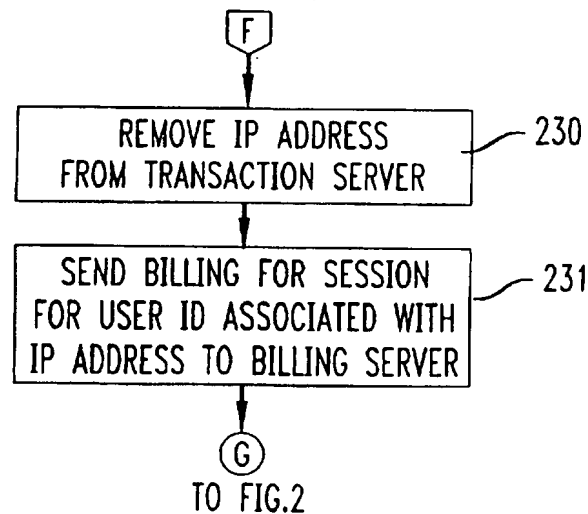 F
REMOVE IP ADDRESS
FROM TRANSACTION SERVER
230
SEND BILLING FOR SESSION
FOR USER ID ASSOCIATED WITH
IP ADDRESS TO BILLING SERVER
231
G
TO FIG.2